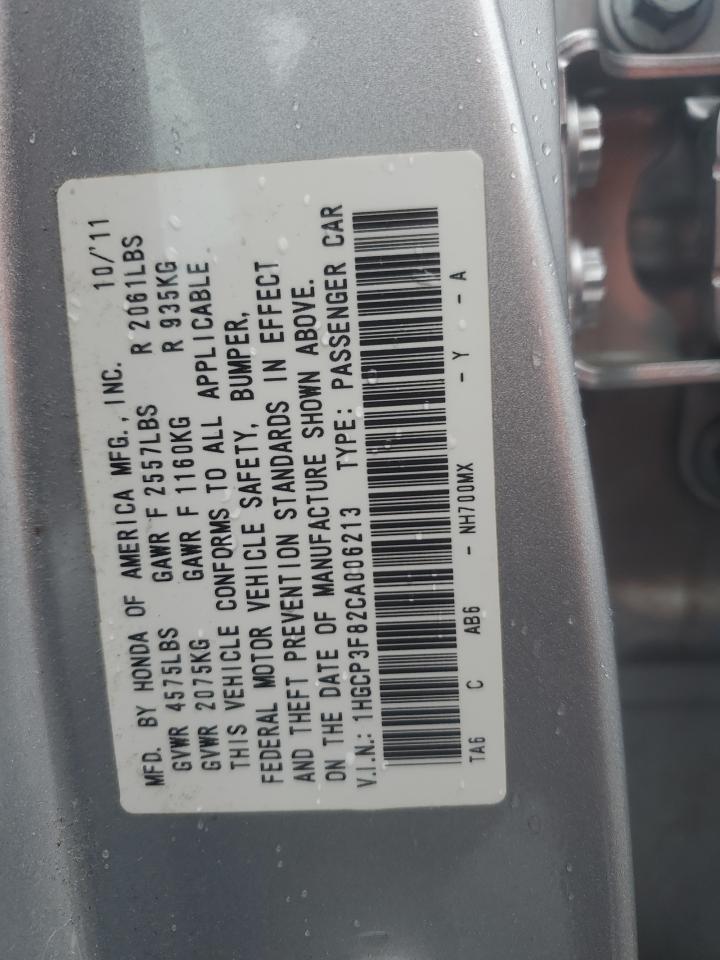 MFD. BY HONDA OF AMERICA MFG., INC. 10/'11
GVWR 4575LBS GAWR F 2557LBS R 2061LBS
GVWR 2075KG GAWR F 1160KG R 935KG
THIS VEHICLE CONFORMS TO ALL APPLICABLE
FEDERAL MOTOR VEHICLE SAFETY, BUMPER,
AND THEFT PREVENTION STANDARDS IN EFFECT
ON THE DATE OF MANUFACTURE SHOWN ABOVE.
V.I.N.: 1HGCP3F82CA006213 TYPE: PASSENGER CAR
TA6 C AB6 - NH700MX - Y - A